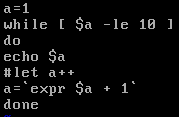 a=1
while [ $a -le 10 ]
do
echo $a
#let a++
a=`expr $a + 1`
done